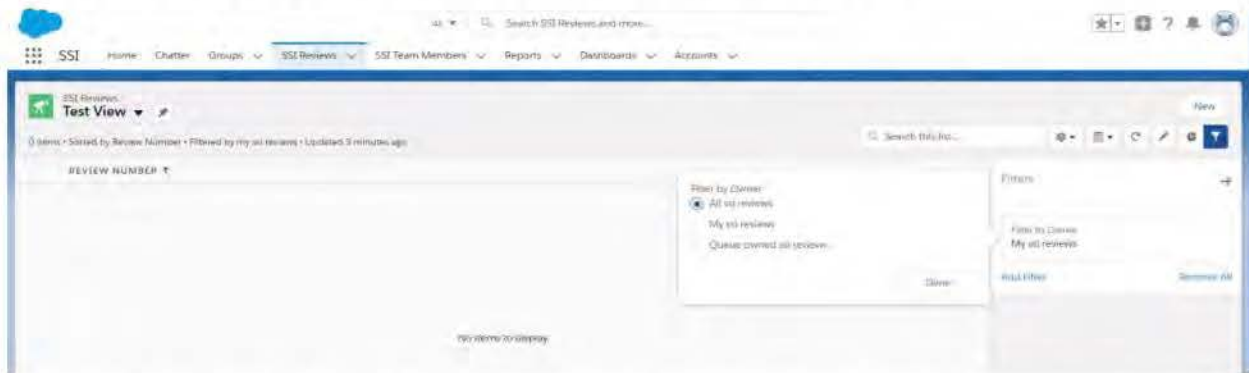 All Search SSI Reviews and more...
SSI Home Chatter Groups SSI Reviews SSI Team Members Reports Dashboards Accounts
SSI Reviews
Test View
New
0 items • Sorted by Review Number • Filtered by my ssi reviews • Updated 3 minutes ago
Search this list...
REVIEW NUMBER
Filter by Owner
All ssi reviews
My ssi reviews
Queue owned ssi reviews
Done
Filters
Filter by Owner
My ssi reviews
Add Filter Remove All
No items to display